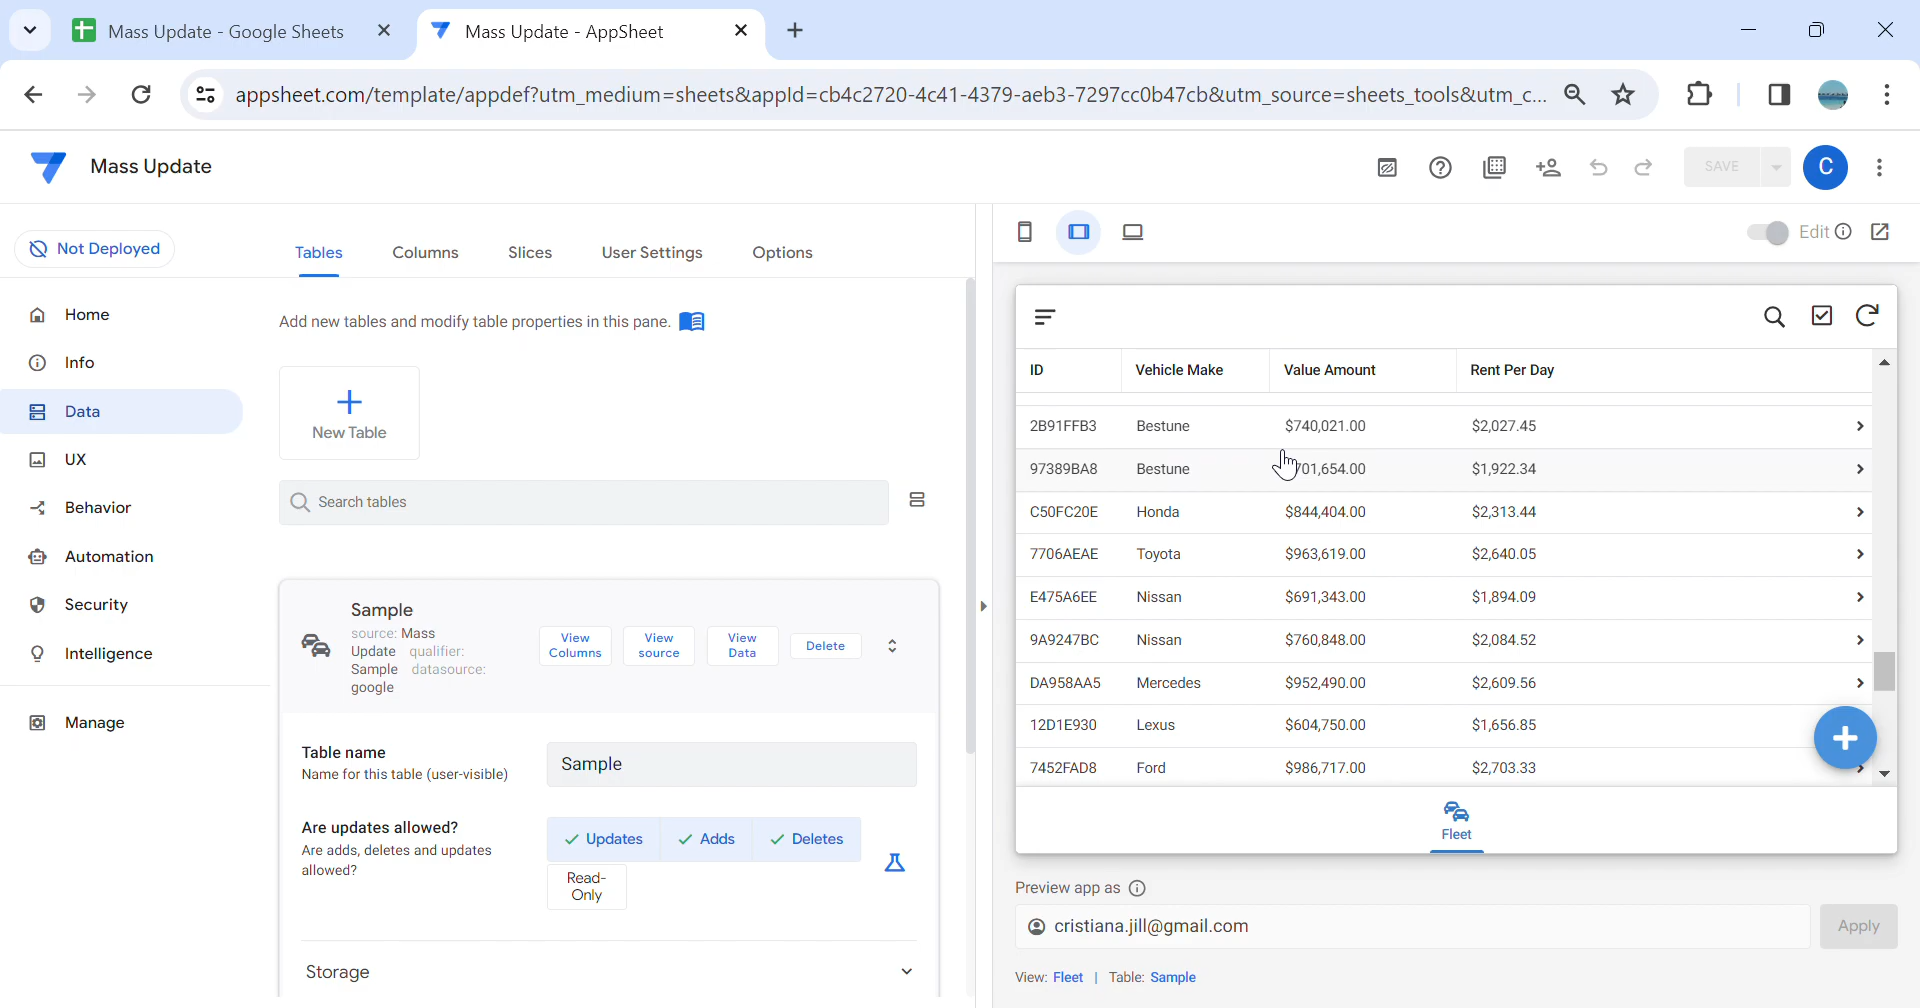 Mass Update - Google Sheets
Mass Update - AppSheet
appsheet.com/template/appdef?utm_medium=sheets&appId=cb4c2720-4c41-4379-aeb3-7297cc0b47cb&utm_source=sheets_tools&utm_c...
Mass Update
SAVE
C
Not Deployed
Home
Info
Data
UX
Behavior
Automation
Security
Intelligence
Manage
Tables Columns Slices User Settings Options
Add new tables and modify table properties in this pane.
New Table
Search tables
Sample
source: Mass
Update qualifier:
Sample datasource:
google
View
Columns
View
source
View
Data
Delete
Table name
Name for this table (user-visible)
Sample
Are updates allowed?
Are adds, deletes and updates
allowed?
Updates Adds Deletes
Read-
Only
Storage
Edit
ID Vehicle Make Value Amount Rent Per Day
2B91FFB3 Bestune $740,021.00 $2,027.45
97389BA8 Bestune 701,654.00 $1,922.34
C50FC20E Honda $844,404.00 $2,313.44
7706AEAE Toyota $963,619.00 $2,640.05
E475A6EE Nissan $691,343.00 $1,894.09
9A9247BC Nissan $760,848.00 $2,084.52
DA958AA5 Mercedes $952,490.00 $2,609.56
12D1E930 Lexus $604,750.00 $1,656.85
7452FAD8 Ford $986,717.00 $2,703.33
Fleet
Preview app as
cristiana.jill@gmail.com
Apply
View: Fleet | Table: Sample